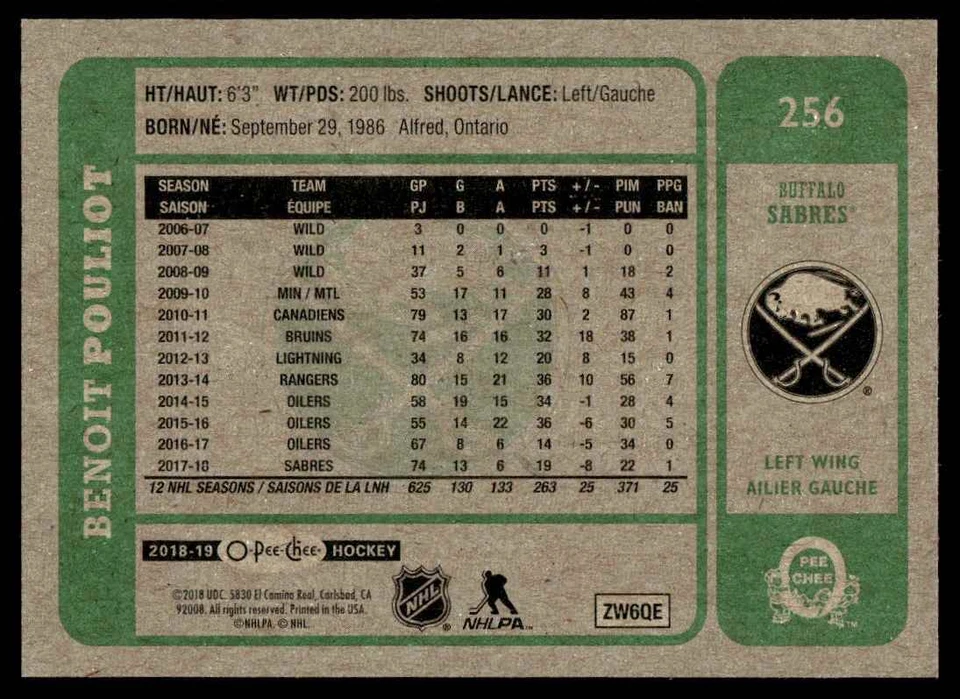 HT/HAUT: 6'3" WT/PDS: 200 lbs. SHOOTS/LANCE: Left/Gauche
BORN/NÉ: September 29, 1986 Alfred, Ontario
BENOIT POULIOT
SEASON TEAM GP G A PTS +/- PIM PPG
SAISON ÉQUIPE PJ B A PTS +/- PUN BAN
2006-07 WILD 3 0 0 0 -1 0 0
2007-08 WILD 11 2 1 3 -1 0 0
2008-09 WILD 37 5 6 11 1 18 2
2009-10 MIN / MTL 53 17 11 28 8 43 4
2010-11 CANADIENS 79 13 17 30 2 87 1
2011-12 BRUINS 74 16 16 32 18 38 1
2012-13 LIGHTNING 34 8 12 20 8 15 0
2013-14 RANGERS 80 15 21 36 10 56 7
2014-15 OILERS 58 19 15 34 -1 28 4
2015-16 OILERS 55 14 22 36 -6 30 5
2016-17 OILERS 67 8 6 14 -5 34 0
2017-18 SABRES 74 13 6 19 -8 22 1
12 NHL SEASONS / SAISONS DE LA LNH 625 130 133 263 25 371 25
2018-19 O-Pee-Chee- HOCKEY
©2018 UDC. 5830 El Camino Real, Carlsbad, CA
92008. All rights reserved. Printed in the USA.
©NHLPA. © NHL.
NHL ®
NHLPA™
ZW6QE
256
BUFFALO
SABRES®
®
LEFT WING
AILIER GAUCHE
PEE
CHEE
TM